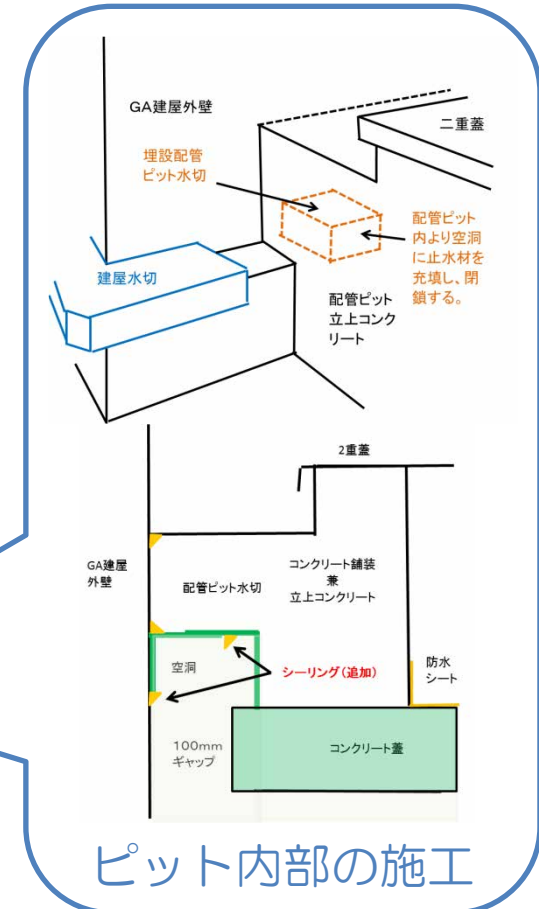 GA建屋外壁
二重蓋
埋設配管
ピット水切
配管ピット
内より空洞
に止水材を
充填し、閉
鎖する。
建屋水切
配管ピット
立上コンク
リート
2重蓋
GA建屋
外壁
配管ピット水切
コンクリート舗装
兼
立上コンクリート
空洞
シーリング(追加)
防水
シート
100mm
ギャップ
コンクリート蓋
ピット内部の施工